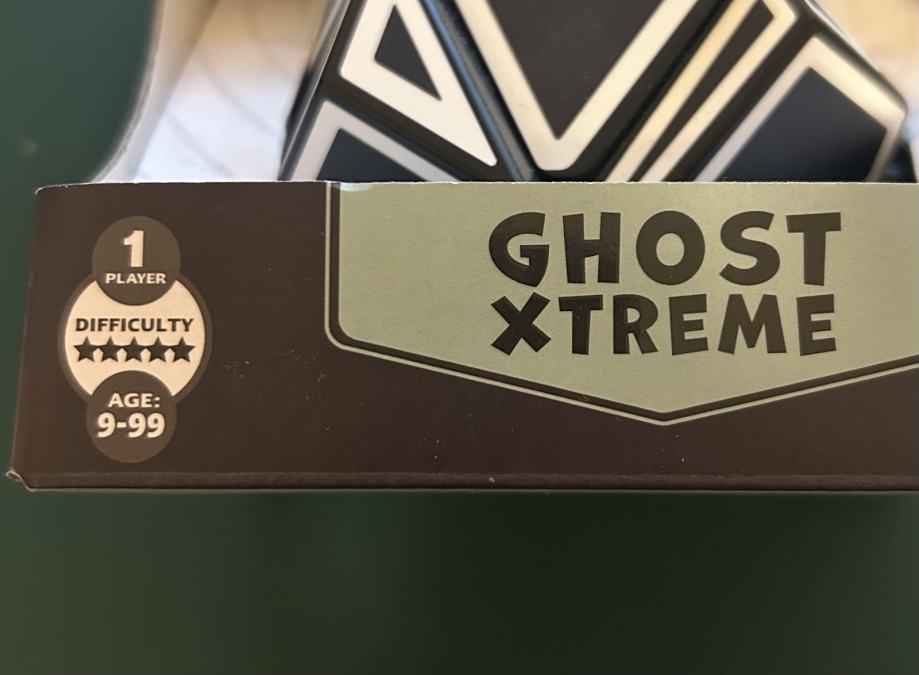 1
PLAYER
DIFFICULTY
★★★★★
AGE:
9-99
GHOST
XTREME